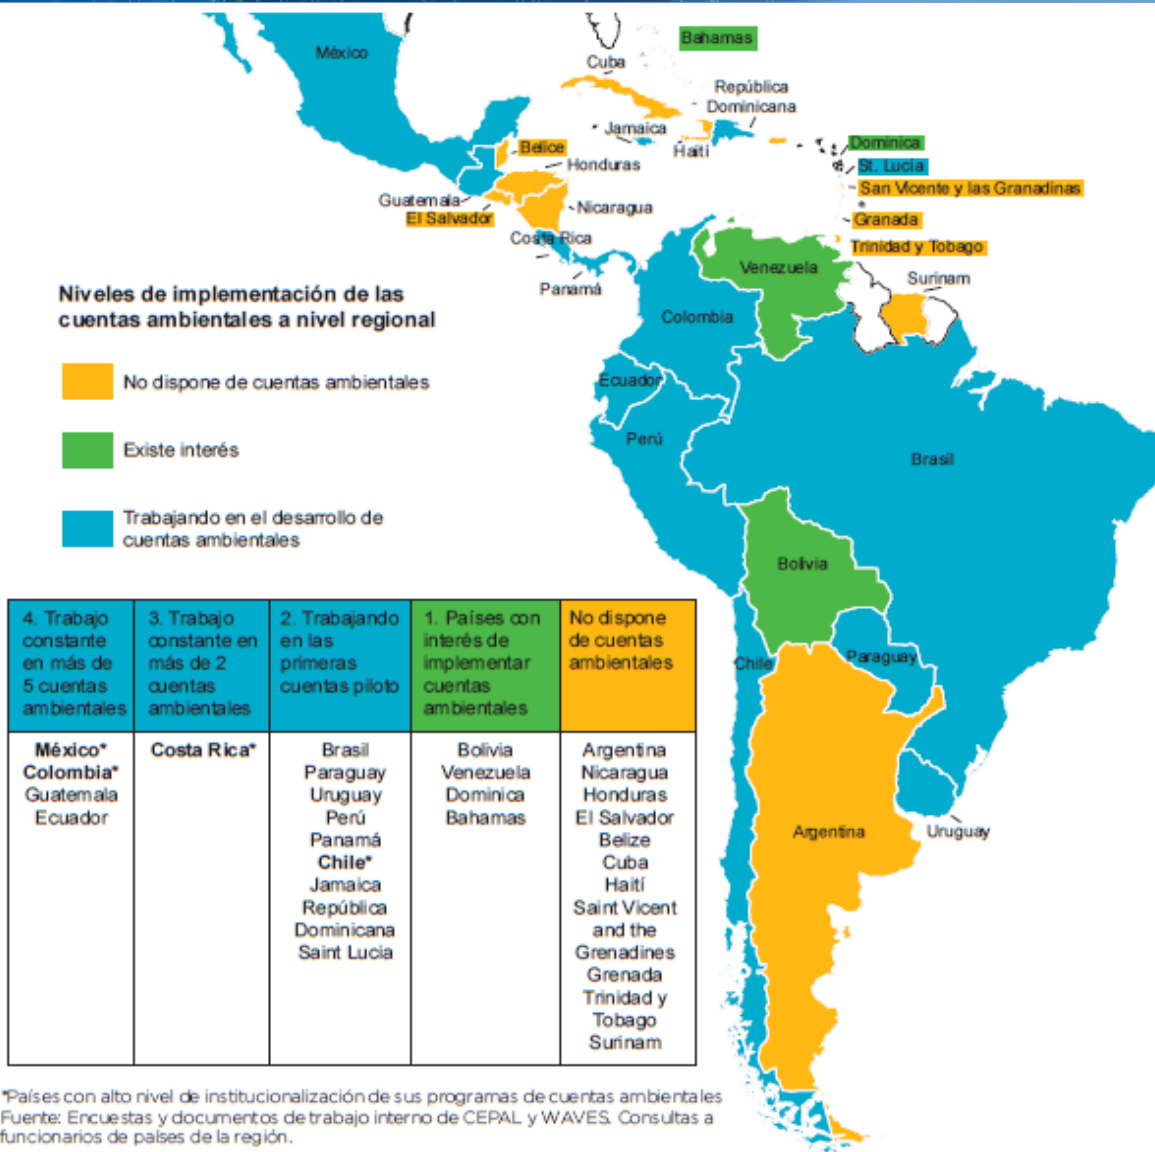 México
Bahamas
Cuba
República
Dominicana
Jamaica
Haití
Dominica
St. Lucia
San Vicente y las Granadinas
Granada
Trinidad y Tobago
Belice
Honduras
Guatemala
El Salvador
Nicaragua
Costa Rica
Panamá
Venezuela
Surinam
Colombia
Ecuador
Perú
Brasil
Bolivia
Chile
Paraguay
Argentina
Uruguay
Niveles de implementación de las
cuentas ambientales a nivel regional
No dispone de cuentas ambientales
Existe interés
Trabajando en el desarrollo de
cuentas ambientales
4. Trabajo
constante
en más de
5 cuentas
ambientales
3. Trabajo
constante en
más de 2
cuentas
ambientales
2. Trabajando
en las
primeras
cuentas piloto
1. Países con
interés de
implementar
cuentas
ambientales
No dispone
de cuentas
ambientales
México*
Colombia*
Guatemala
Ecuador
Costa Rica*
Brasil
Paraguay
Uruguay
Perú
Panamá
Chile*
Jamaica
República
Dominicana
Saint Lucia
Bolivia
Venezuela
Dominica
Bahamas
Argentina
Nicaragua
Honduras
El Salvador
Belize
Cuba
Haití
Saint Vicent
and the
Grenadines
Grenada
Trinidad y
Tobago
Surinam
*Países con alto nivel de institucionalización de sus programas de cuentas ambientales
Fuente: Encuestas y documentos de trabajo interno de CEPAL y WAVES. Consultas a
funcionarios de países de la región.